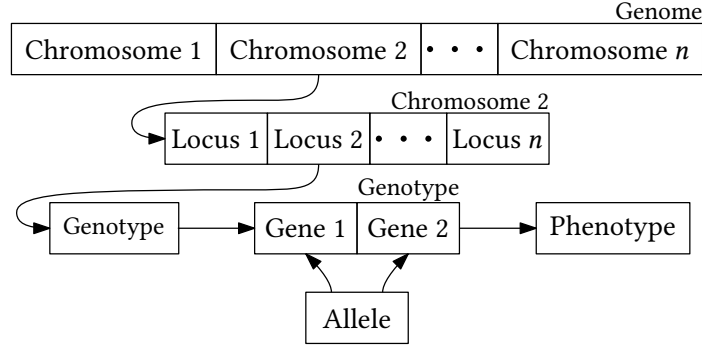 Genome
Chromosome 1 Chromosome 2 · · · Chromosome n
Chromosome 2
Locus 1 Locus 2 · · · Locus n
Genotype
Genotype Gene 1 Gene 2 Phenotype
Allele